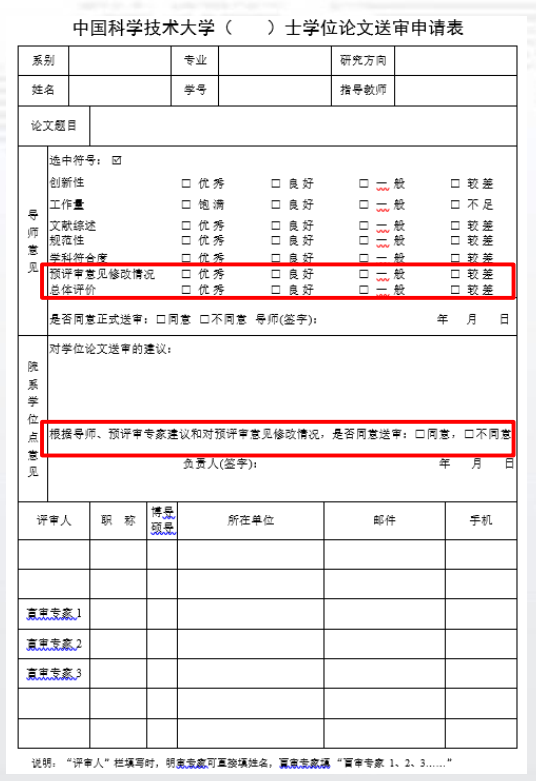 中国科学技术大学（　　）士学位论文送审申请表
系别 专业 研究方向
姓名 学号 指导教师
论文题目
导师意见
选中符号：☑
创新性 □ 优秀 □ 良好 □ 一般 □ 较差
工作量 □ 饱满 □ 良好 □ 一般 □ 不足
文献综述 □ 优秀 □ 良好 □ 一般 □ 较差
规范性 □ 优秀 □ 良好 □ 一般 □ 较差
学科符合度 □ 优秀 □ 良好 □ 一般 □ 较差
预评审意见修改情况 □ 优秀 □ 良好 □ 一般 □ 较差
总体评价 □ 优秀 □ 良好 □ 一般 □ 较差
是否同意正式送审：□同意 □不同意 导师(签字)： 年 月 日
院系学位点意见
对学位论文送审的建议：
根据导师、预评审专家建议和对预评审意见修改情况，是否同意送审：□同意，□不同意
负责人(签字)： 年 月 日
评审人 职 称 博导硕导 所在单位 邮件 手机
盲审专家 1
盲审专家 2
盲审专家 3
说明：“评审人”栏填写时，明审专家可直接填姓名，盲审专家填“盲审专家 1、2、3……”